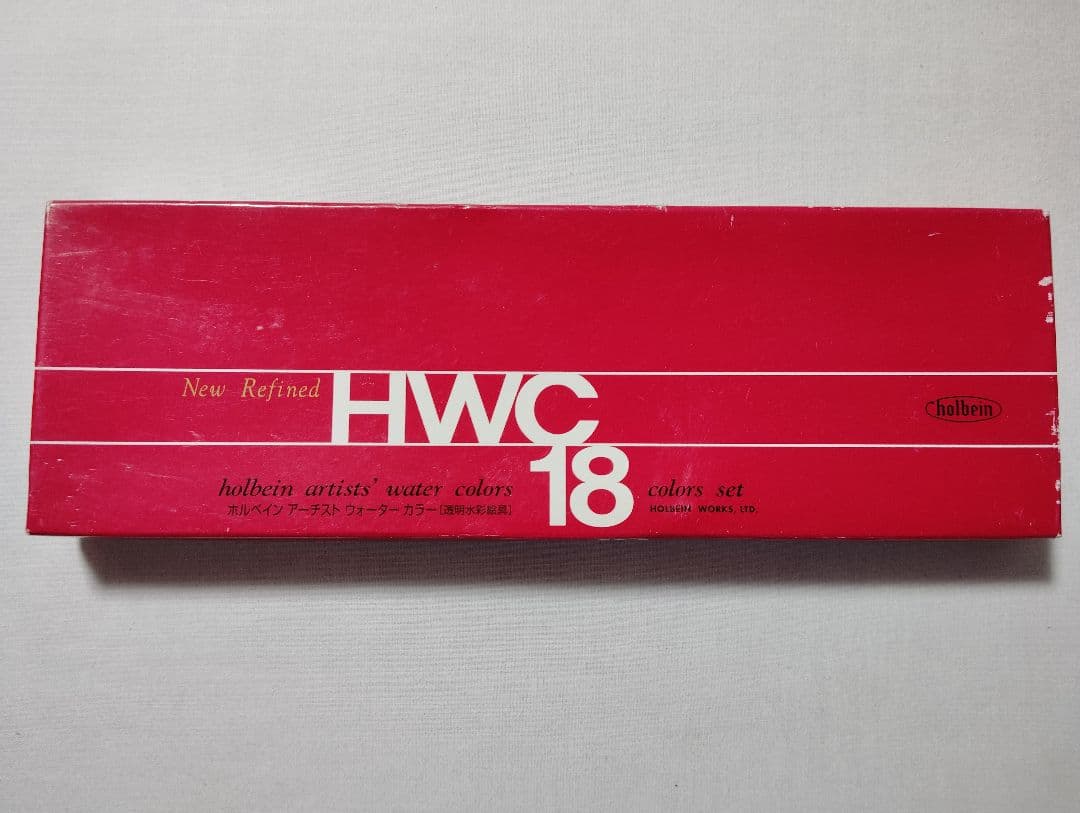 New Refined HWC
holbein
holbein artists' water colors 18 colors set
ホルベイン アーチスト ウォーター カラー[透明水彩絵具] HOLBEIN WORKS, LTD.